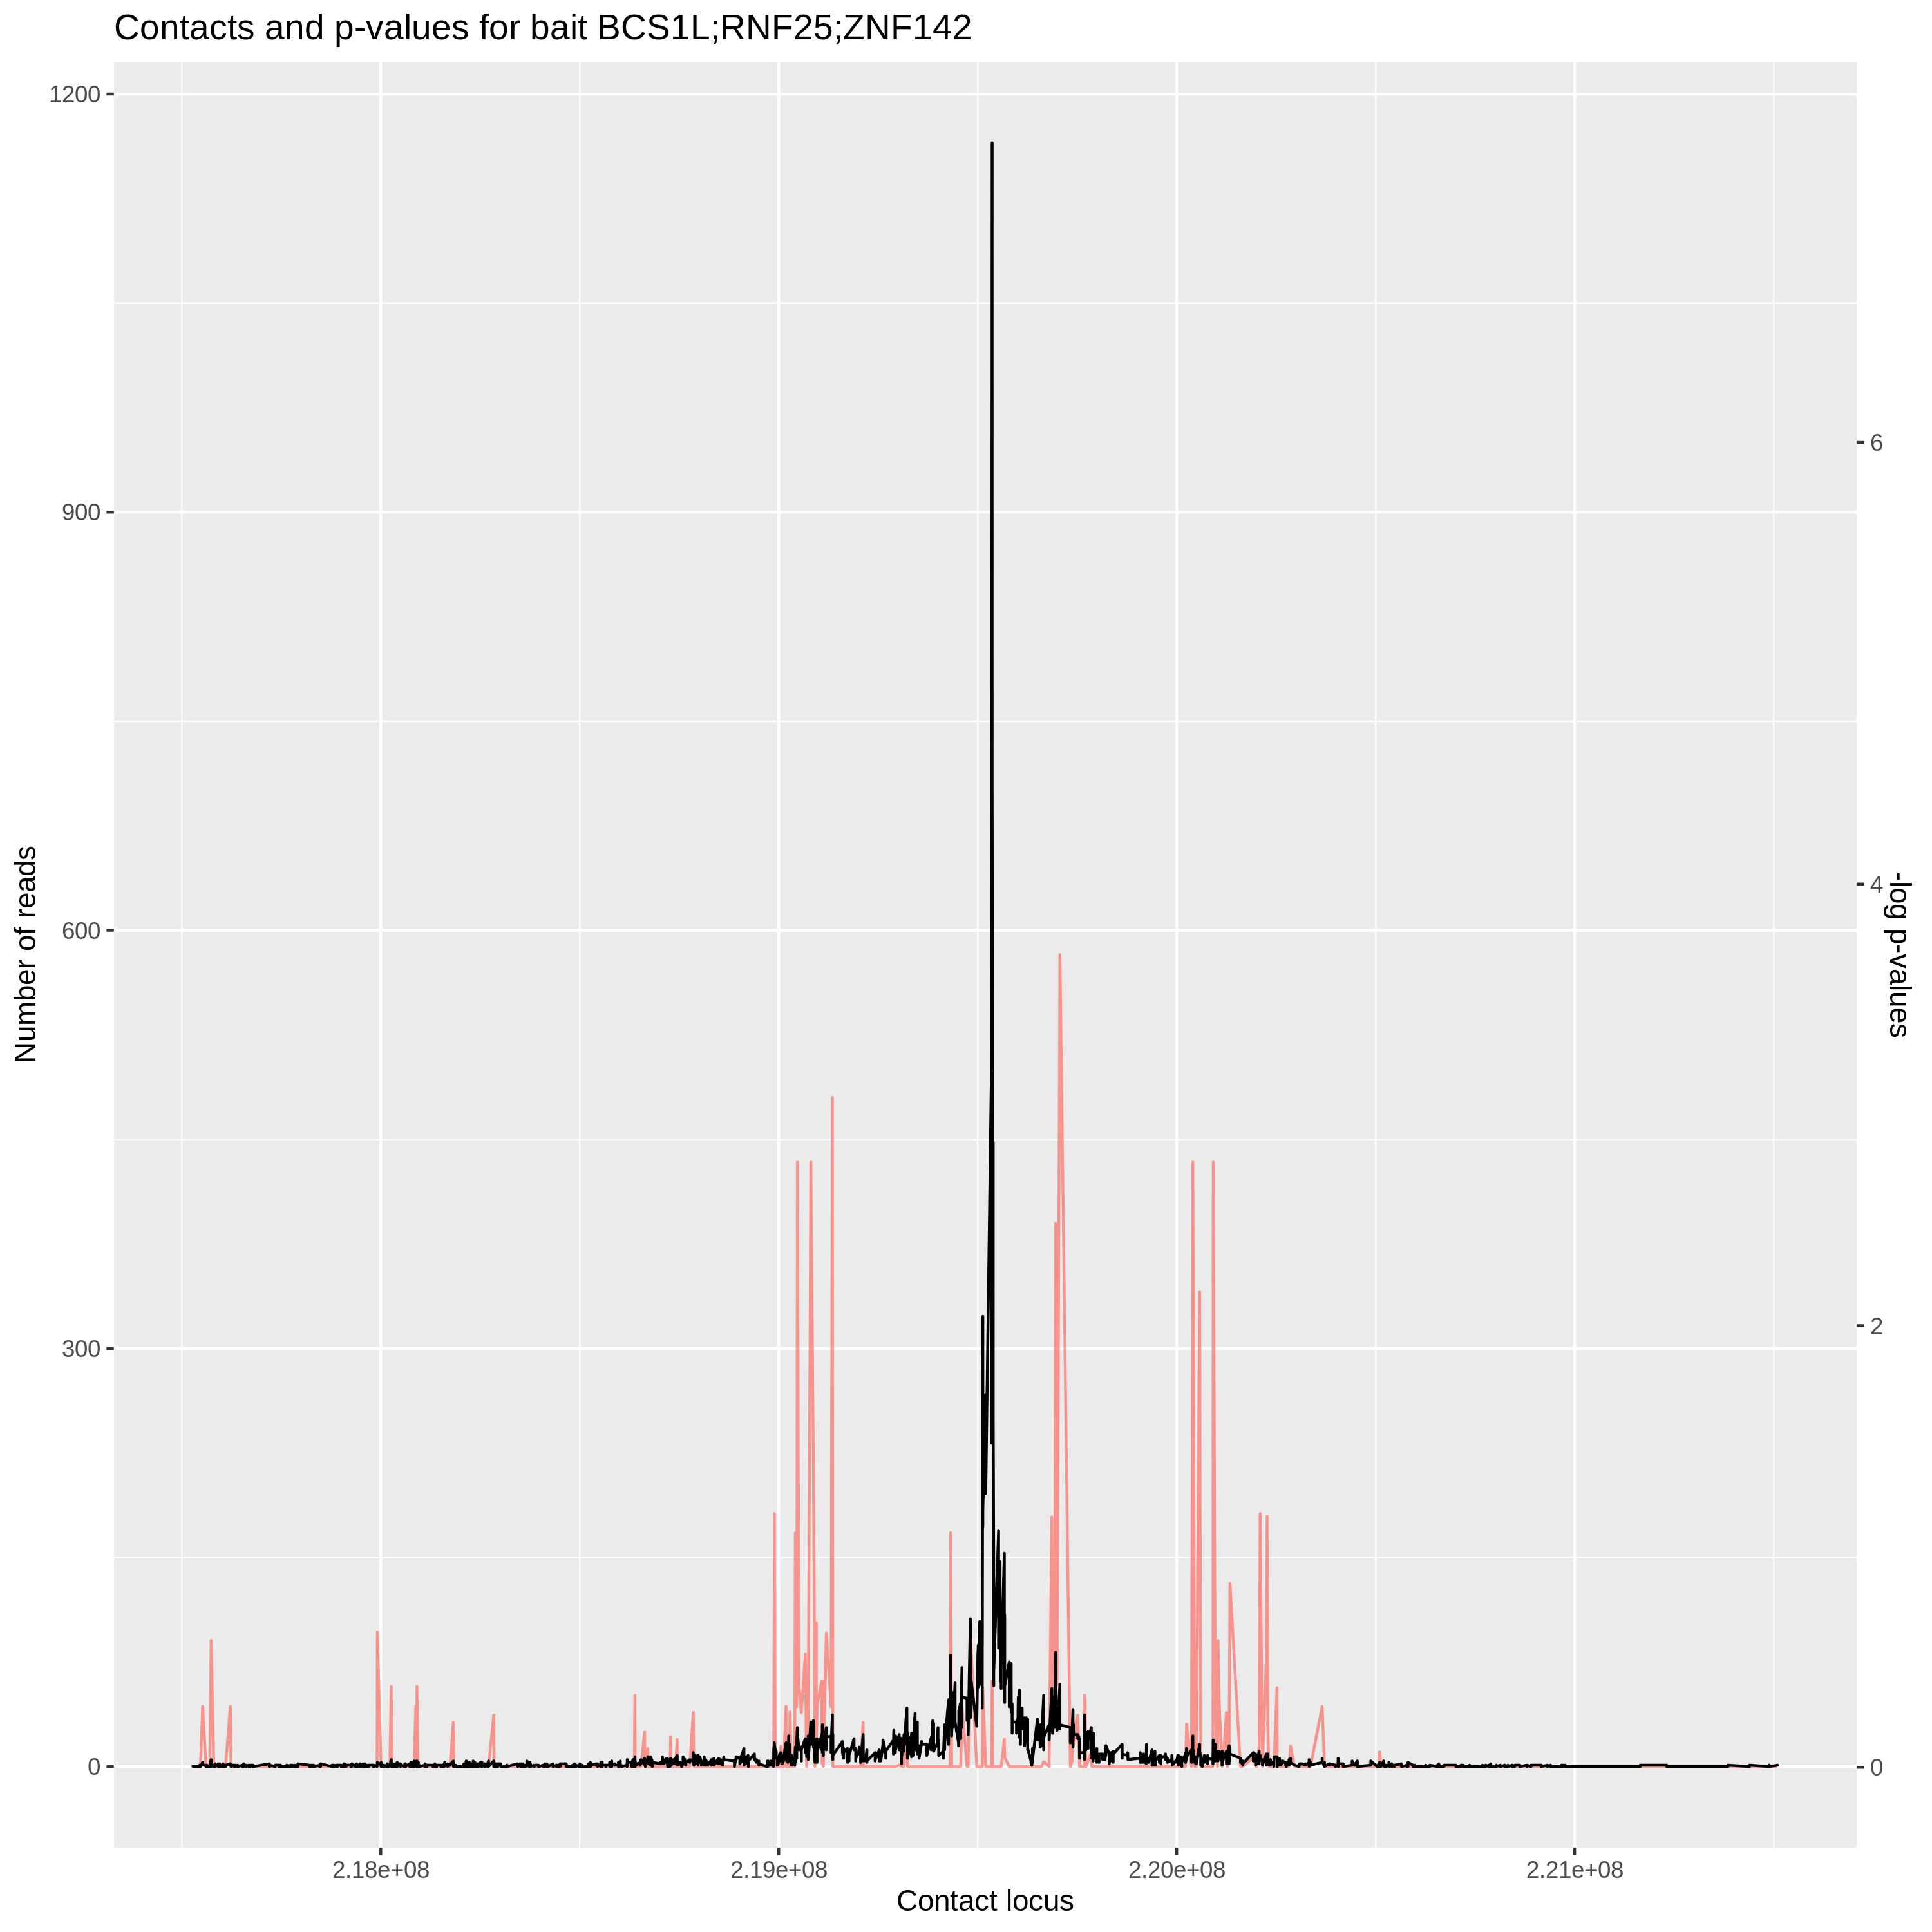 Contacts and p-values for bait BCS1L;RNF25;ZNF142
1200
900
600
300
0
Number of reads
6
4
2
0
-log p-values
2.18e+08
2.19e+08
2.20e+08
2.21e+08
Contact locus